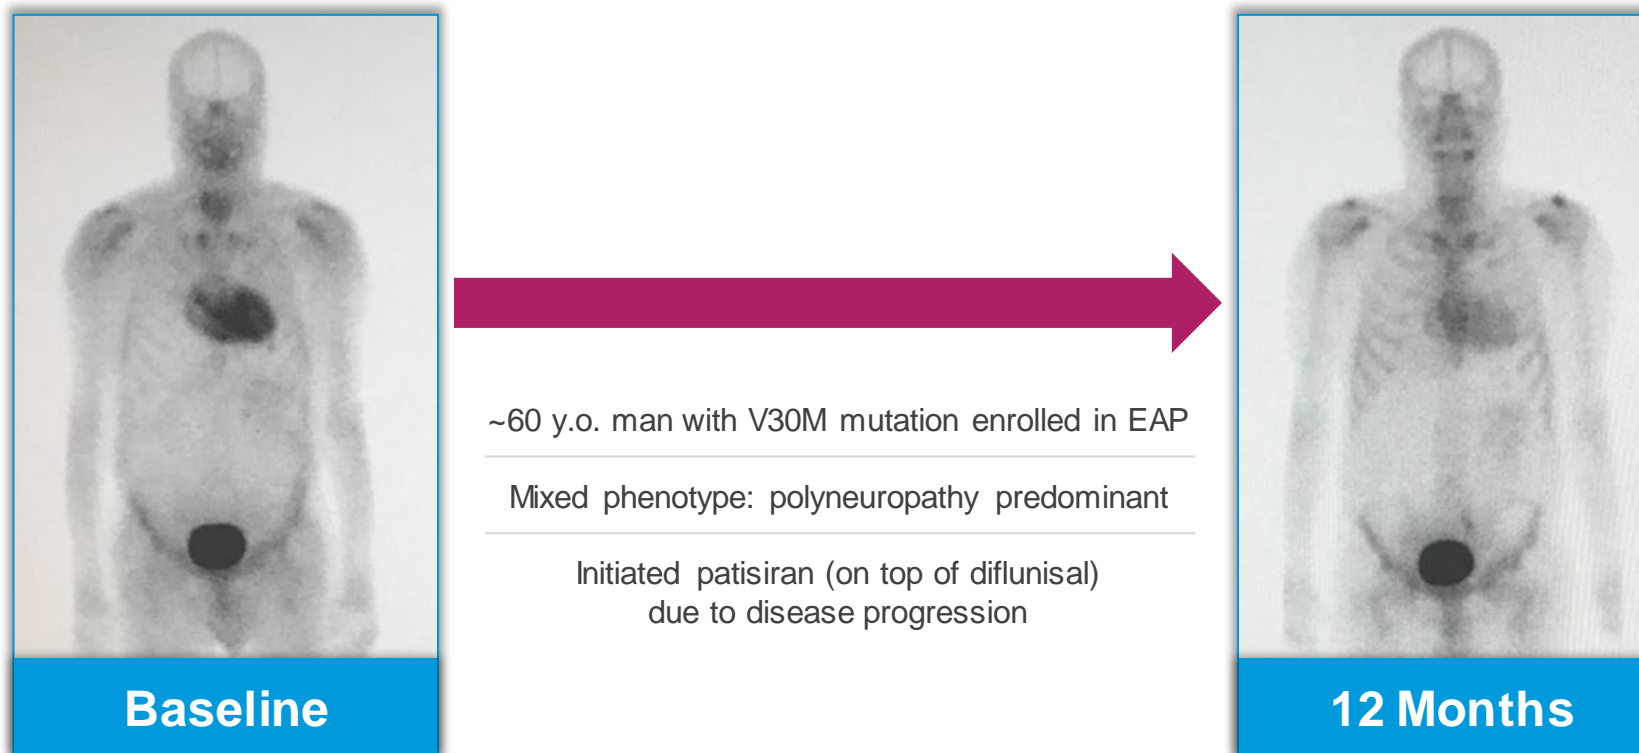 ~60 y.o. man with V30M mutation enrolled in EAP
Mixed phenotype: polyneuropathy predominant
Initiated patisiran (on top of diflunisal)
due to disease progression
Baseline
12 Months